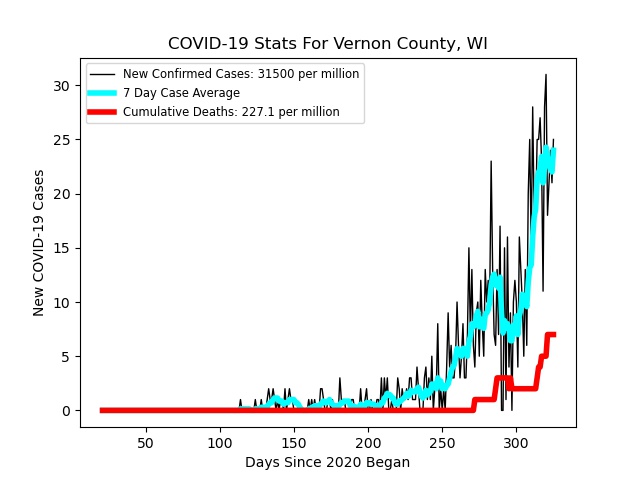 COVID-19 Stats For Vernon County, WI
New Confirmed Cases: 31500 per million
7 Day Case Average
Cumulative Deaths: 227.1 per million
New COVID-19 Cases
30
25
20
15
10
5
0
50 100 150 200 250 300
Days Since 2020 Began